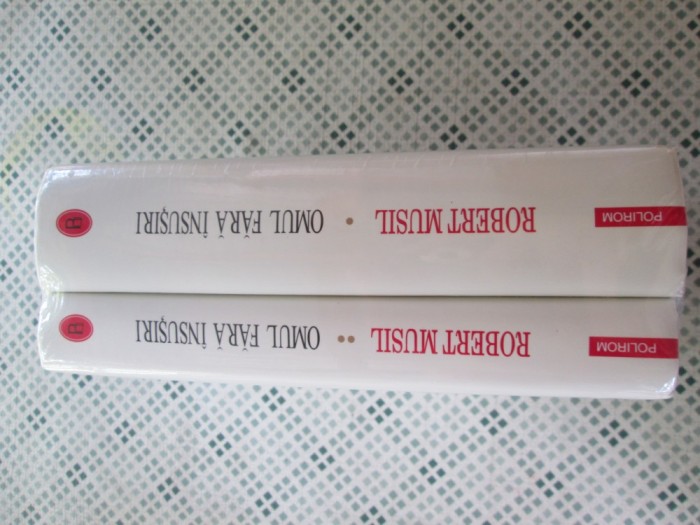 POLIROM ROBERT MUSIL • OMUL FĂRĂ ÎNSUȘIRI B
POLIROM ROBERT MUSIL •• OMUL FĂRĂ ÎNSUȘIRI B